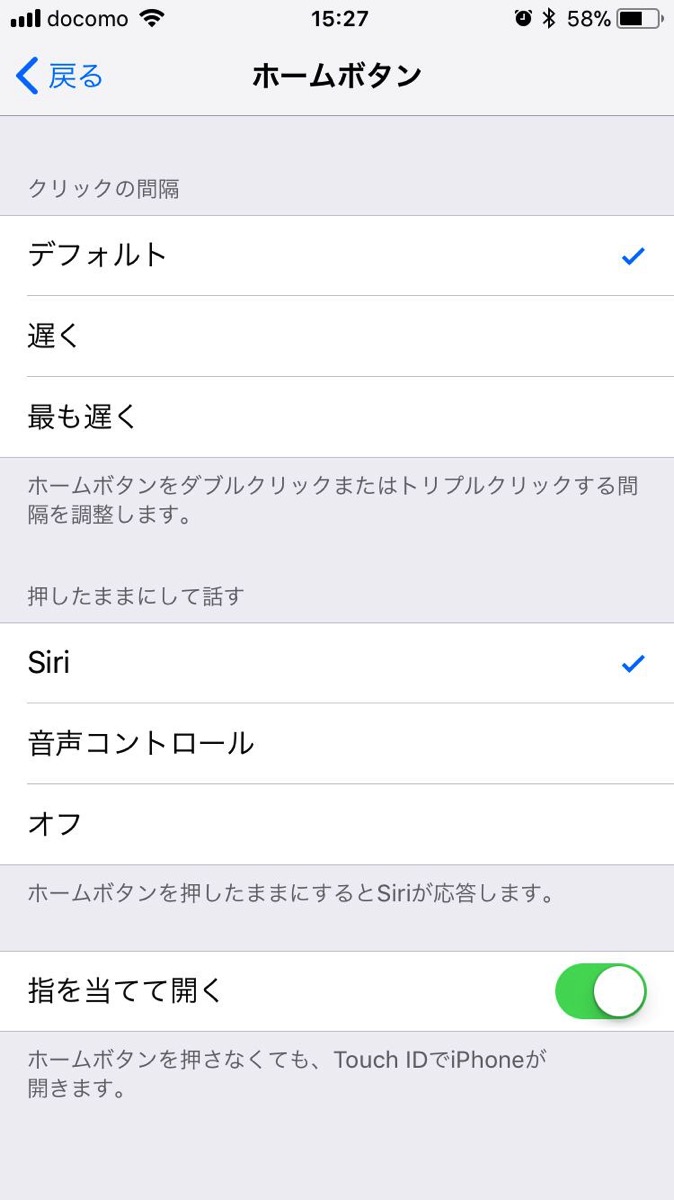 docomo 15:27 58%
戻る ホームボタン
クリックの間隔
デフォルト
遅く
最も遅く
ホームボタンをダブルクリックまたはトリプルクリックする間
隔を調整します。
押したままにして話す
Siri
音声コントロール
オフ
ホームボタンを押したままにするとSiriが応答します。
指を当てて開く
ホームボタンを押さなくても、Touch IDでiPhoneが
開きます。